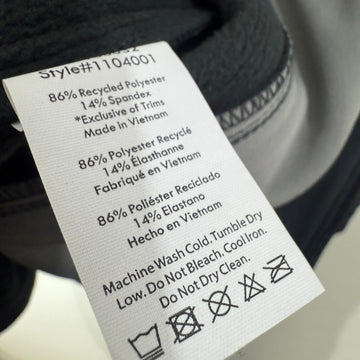 Style#1104001
86% Recycled Polyester
14% Spandex
*Exclusive of Trims
Made in Vietnam
86% Polyester Recyclé
14% Élasthanne
Fabriqué en Vietnam
86% Poliéster Reciclado
14% Elastano
Hecho en Vietnam
Machine Wash Cold. Tumble Dry
Low. Do Not Bleach. Cool Iron.
Do Not Dry Clean.